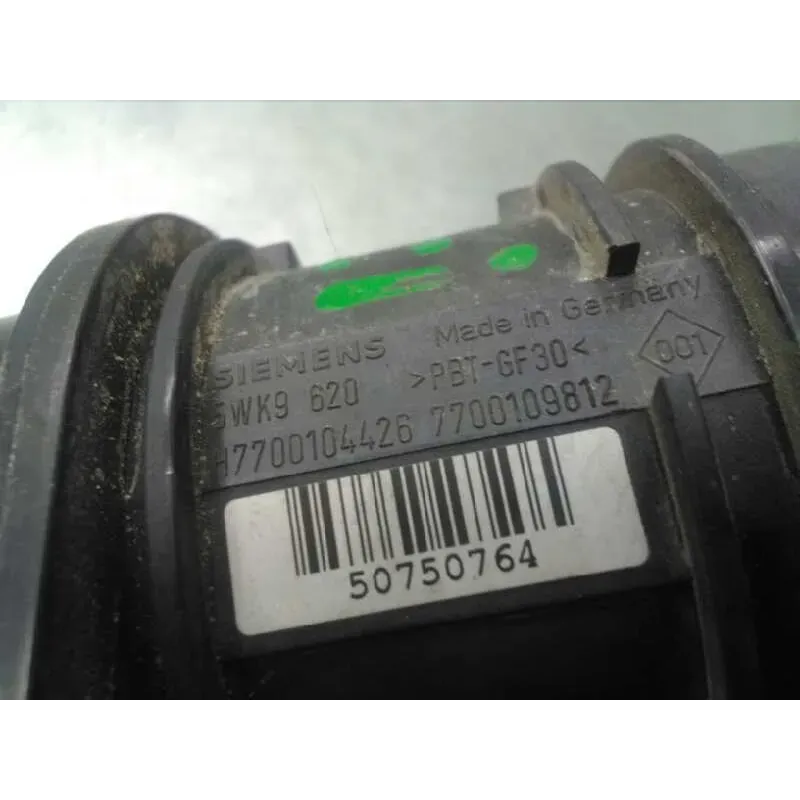 SIEMENS Made in Germany
5WK9 620 >PBT-GF30< 001
H7700104426 7700109812
50750764